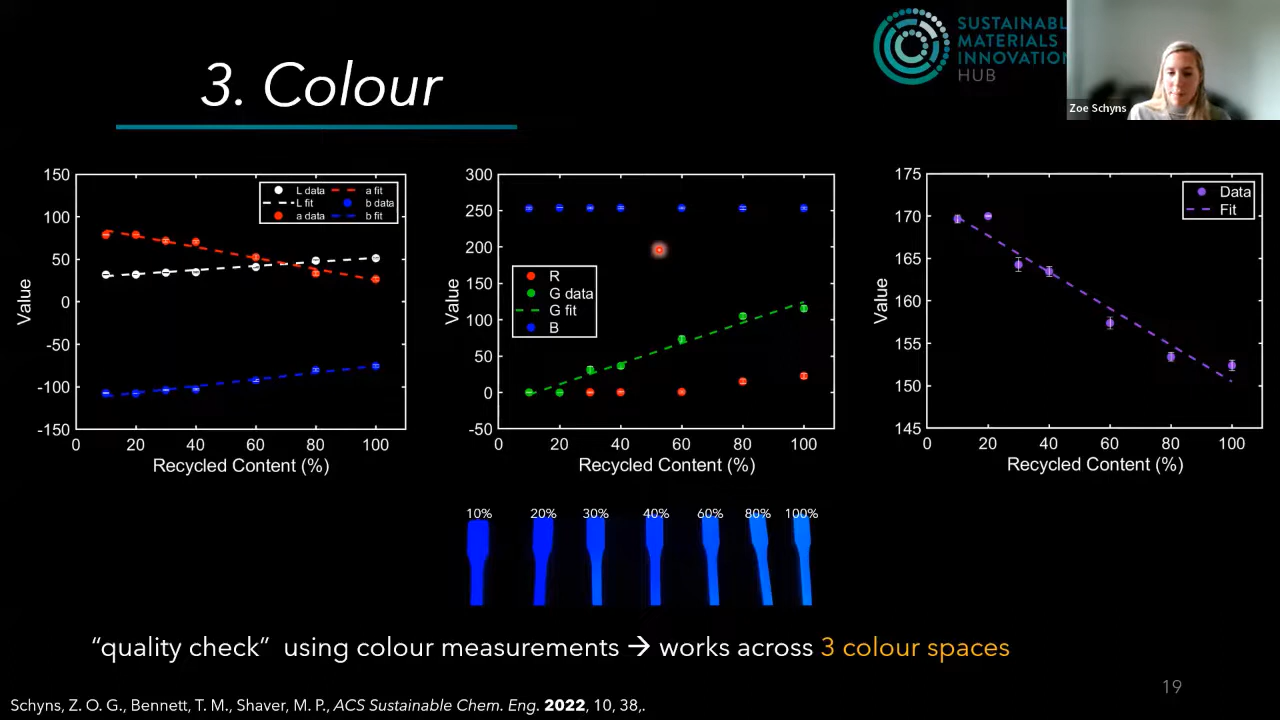 3. Colour
SUSTAINABL
MATERIALS
INNOVATION
HUB
Zoe Schyns
150
100
50
0
-50
-100
-150
Value
0
20
40
60
80
100
Recycled Content (%)
L data
L fit
a data
a fit
b data
b fit
300
250
200
150
100
50
0
-50
Value
0
20
40
60
80
100
Recycled Content (%)
R
G data
G fit
B
175
170
165
160
155
150
145
Value
0
20
40
60
80
100
Recycled Content (%)
Data
Fit
10% 20% 30% 40% 60% 80% 100%
“quality check” using colour measurements → works across 3 colour spaces
19
Schyns, Z. O. G., Bennett, T. M., Shaver, M. P., ACS Sustainable Chem. Eng. 2022, 10, 38,.